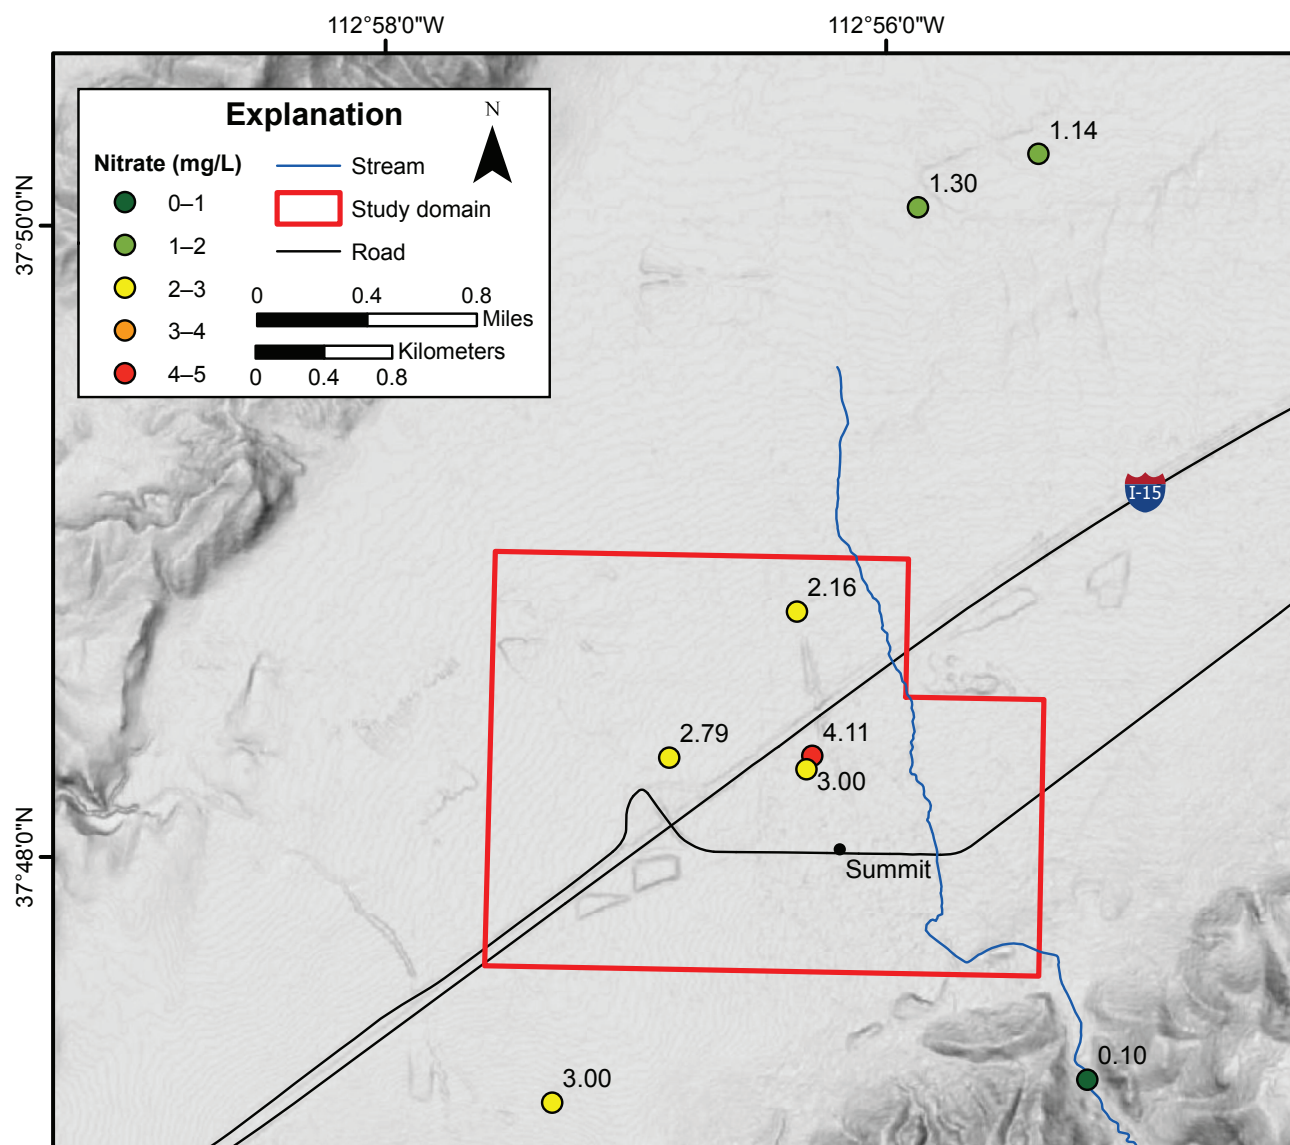 112°58'0"W
112°56'0"W
Explanation
N
Nitrate (mg/L)
0–1
1–2
2–3
3–4
4–5
Stream
Study domain
Road
0
0.4
0.8
Miles
Kilometers
0
0.4
0.8
37°50'0"N
37°48'0"N
1.14
1.30
I-15
2.16
2.79
4.11
3.00
Summit
0.10
3.00